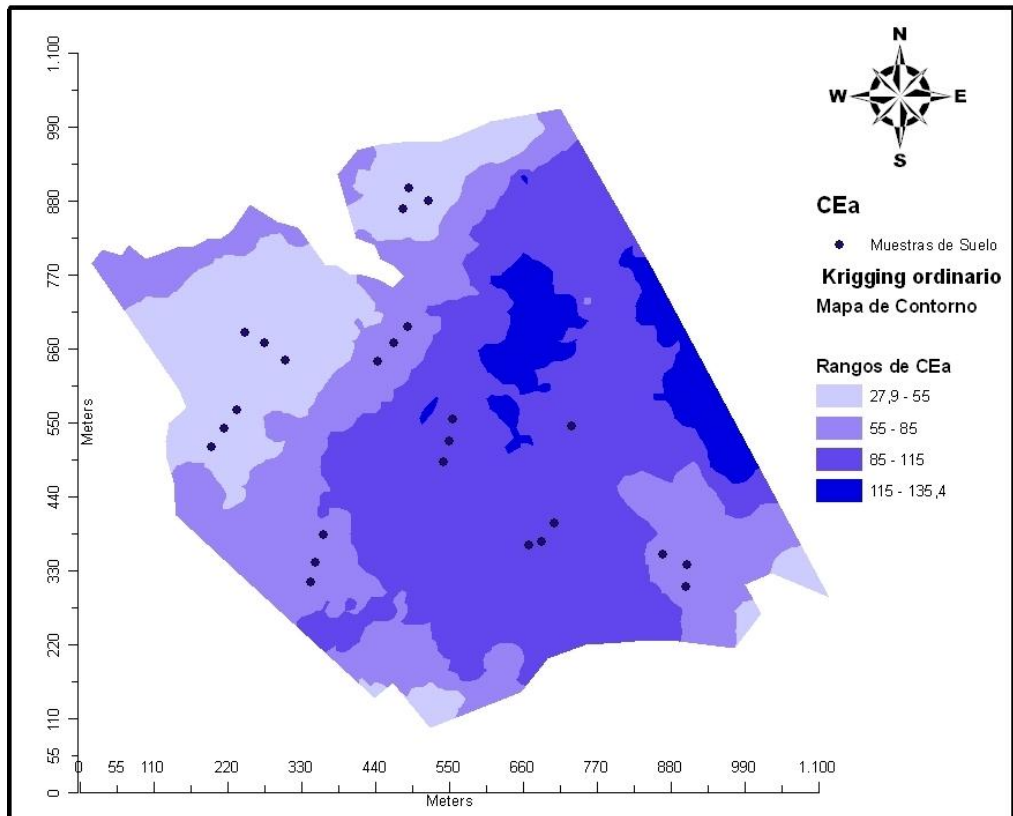 N
W E
S
CEa
Muestras de Suelo
Krigging ordinario
Mapa de Contorno
Rangos de CEa
27,9 - 55
55 - 85
85 - 115
115 - 135,4
1.100
990
880
770
660
550
440
330
220
110
55
0
Meters
0 55 110 220 330 440 550 660 770 880 990 1.100
Meters